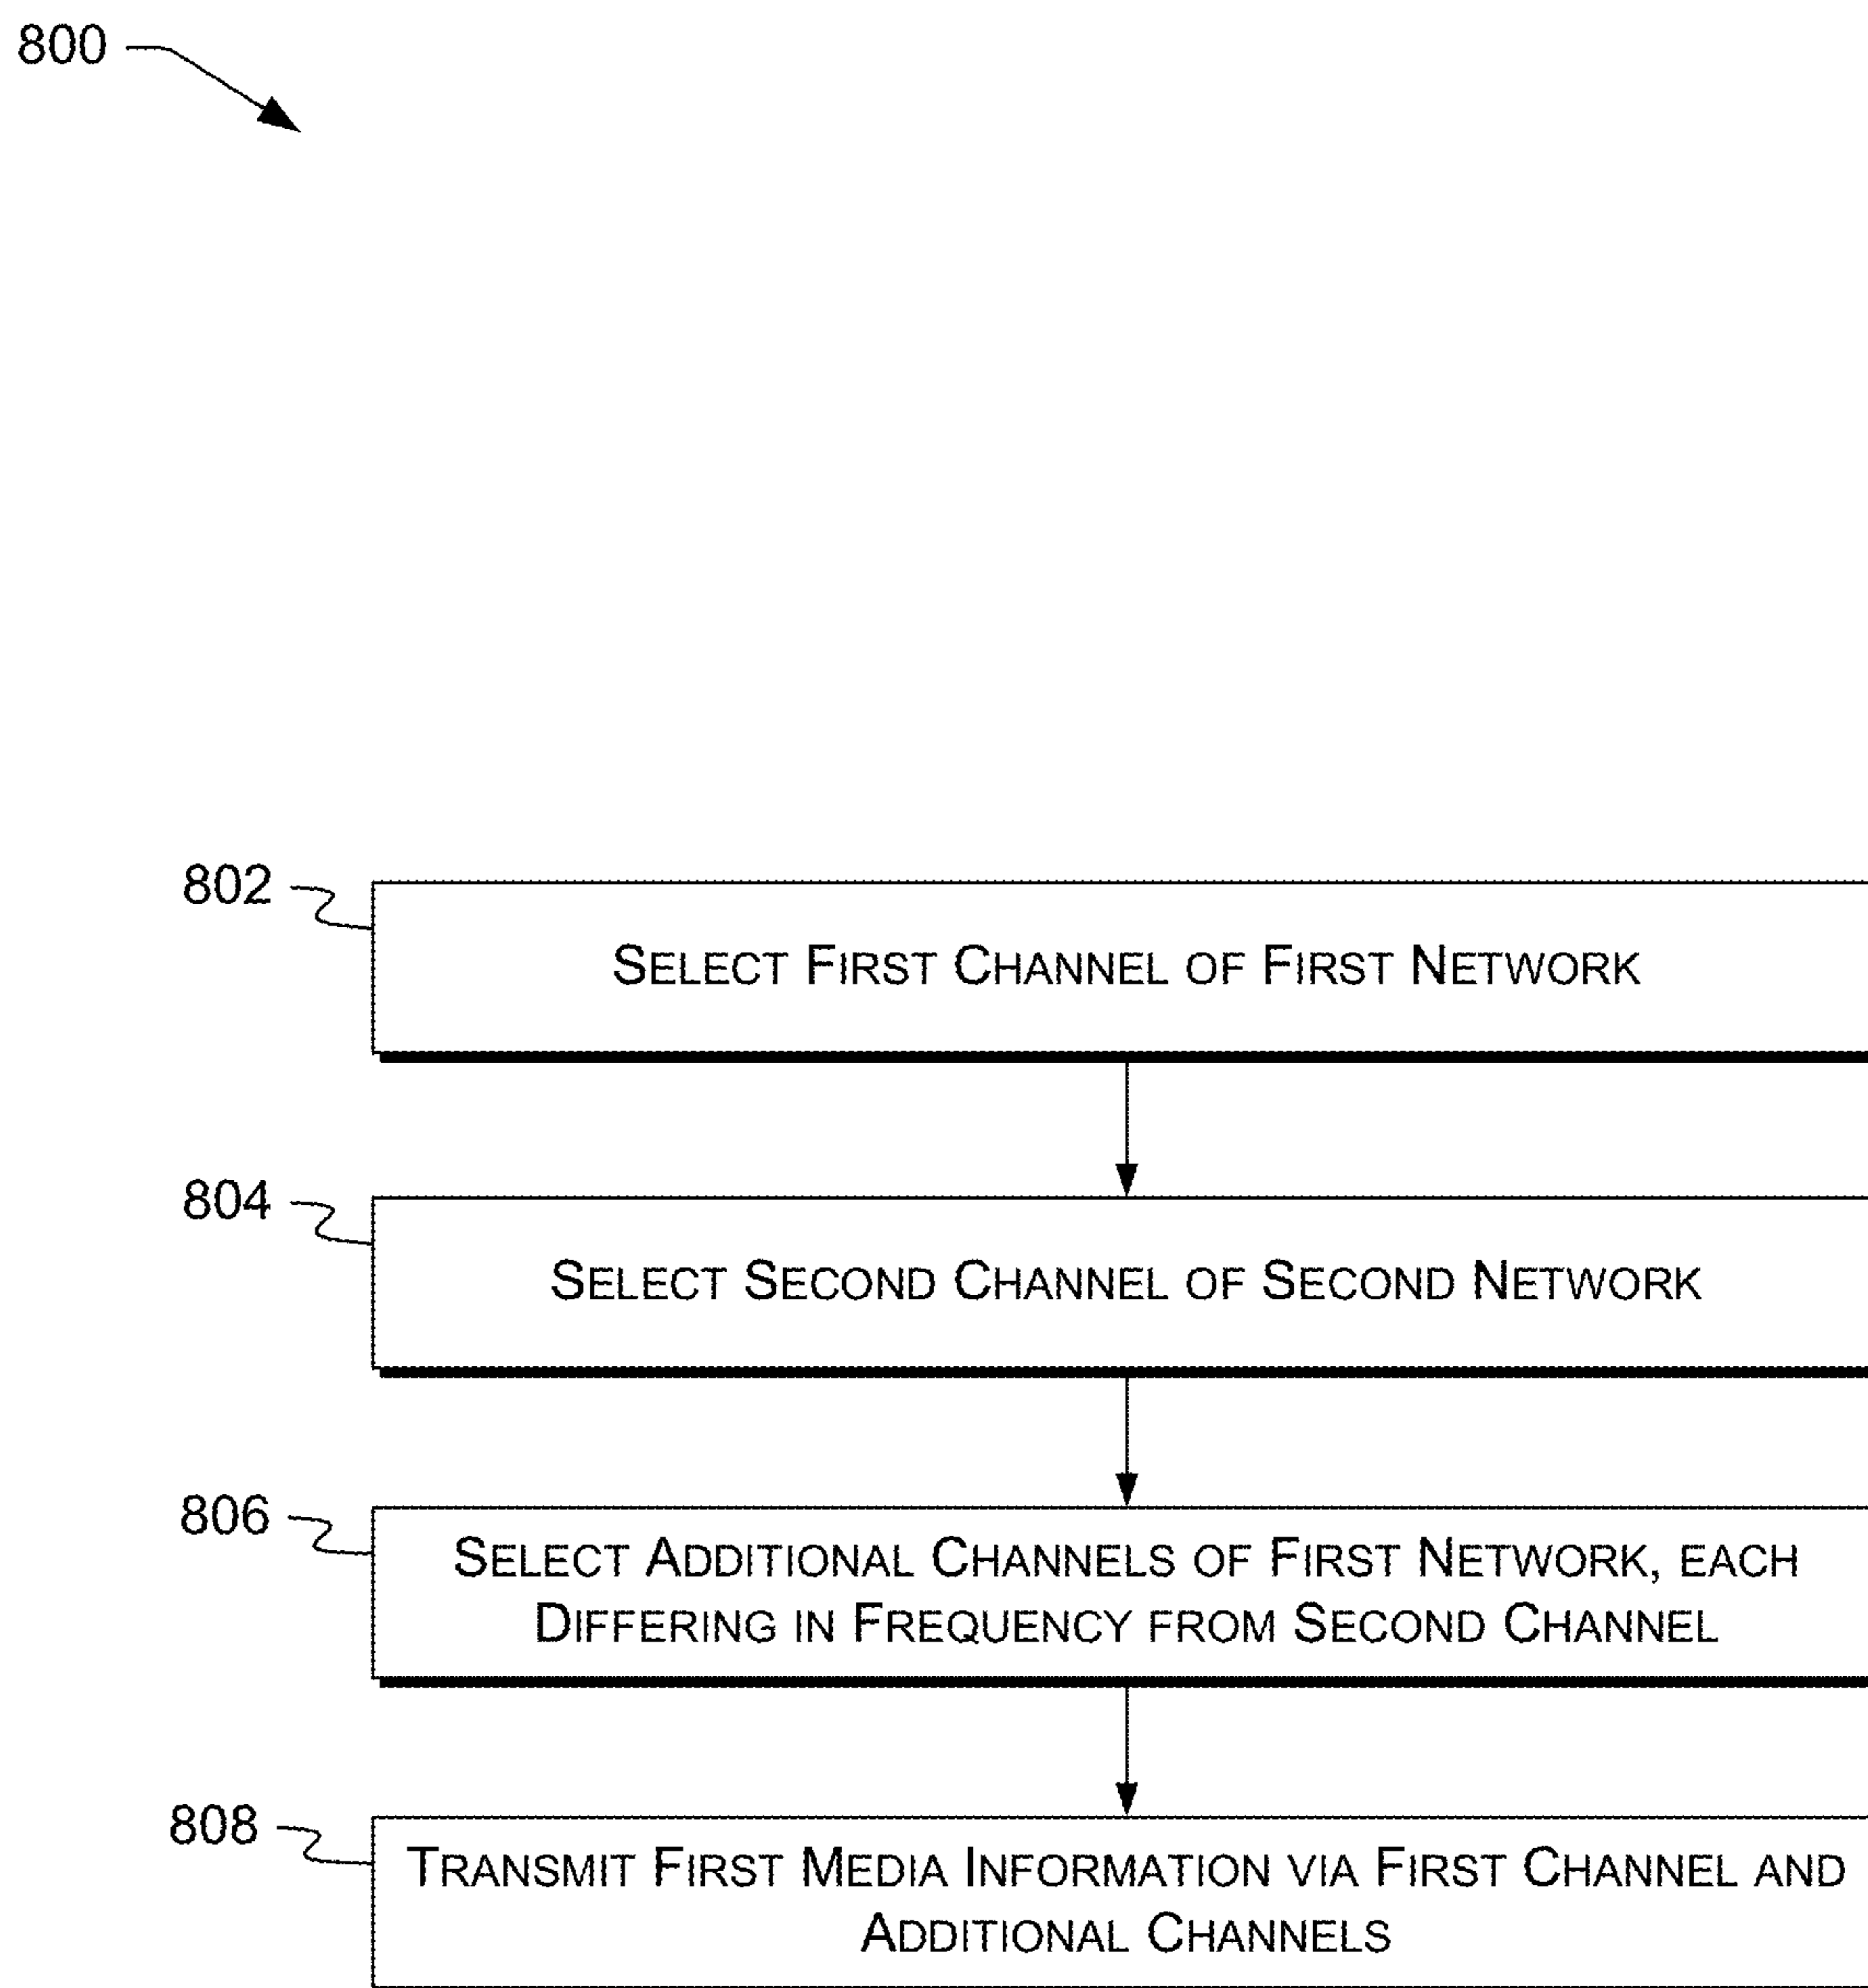 800
802
SELECT FIRST CHANNEL OF FIRST NETWORK
804
SELECT SECOND CHANNEL OF SECOND NETWORK
806
SELECT ADDITIONAL CHANNELS OF FIRST NETWORK, EACH
DIFFERING IN FREQUENCY FROM SECOND CHANNEL
808
TRANSMIT FIRST MEDIA INFORMATION VIA FIRST CHANNEL AND
ADDITIONAL CHANNELS